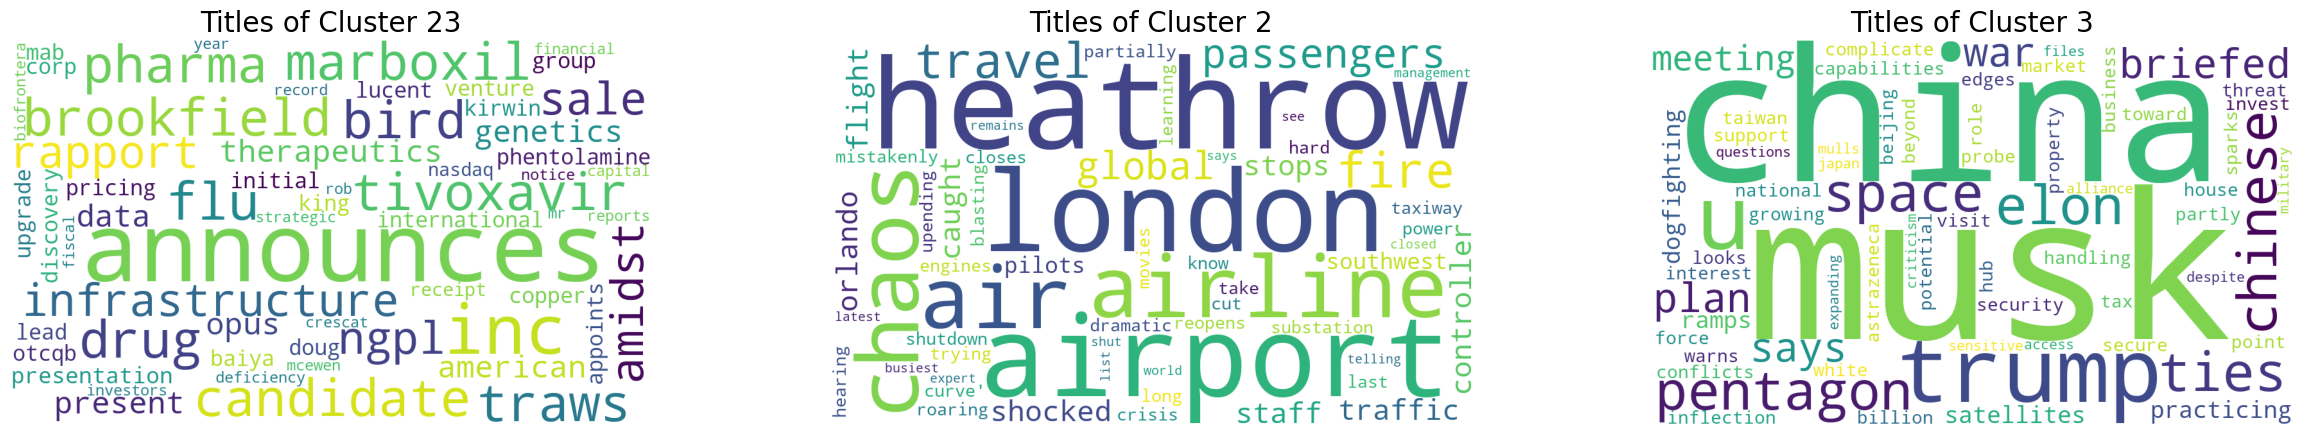 Titles of Cluster 23
year
financial
mab
pharma
marboxil
group
corp
record
lucent
venture
sale
biofrontera
brookfield
bird
kirwin
genetics
rapport
therapeutics
phentolamine
nasdaq
notice
capital
pricing
initial
rob
tivoxavir
upgrade
discovery
data
flu
king
strategic
international
mr
reports
fiscal
announces
amidst
infrastructure
receipt
copper
lead
drug
opus
crescat
doug
ngpl
inc
appoints
otcqb
baiya
mcewen
american
presentation
deficiency
investors
present
candidate
traws
Titles of Cluster 2
flight
travel
partially
passengers
learning
management
heathrow
remains
see
hard
mistakenly
closes
global
says
stops
fire
chaos
upending
caught
blasting
london
taxiway
power
closed
orlando
engines
pilots
movies
know
southwest
controller
latest
air
take
cut
airline
dramatic
reopens
substation
shutdown
trying
shut
list
telling
hearing
busiest
expert
airport
world
last
curve'
long
roaring
shocked
crisis
staff
traffic
Titles of Cluster 3
meeting
complicate
war
files
briefed
capabilities
edges
market
business
threat
invest
china
taiwan
support
beijing
beyond
role
toward
sparks
dogfighting
questions
mulls
japan
probe
property
chinese
military
national
space
elon
alliance
house
growing
visit
partly
u
musk
criticism
looks
interest
expanding
astrazeneca
potential
hub
handling
despite
plan
security
tax
ramps
force
says
sensitive
access
secure
point
warns
conflicts
white
trump
ties
pentagon
inflection
billion
satellites
practicing